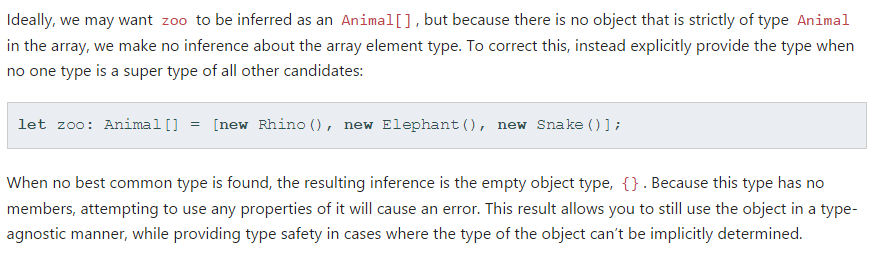 Ideally, we may want zoo to be inferred as an Animal[], but because there is no object that is strictly of type Animal
in the array, we make no inference about the array element type. To correct this, instead explicitly provide the type when
no one type is a super type of all other candidates:
let zoo: Animal[] = [new Rhino(), new Elephant(), new Snake()];
When no best common type is found, the resulting inference is the empty object type, {}. Because this type has no
members, attempting to use any properties of it will cause an error. This result allows you to still use the object in a type-
agnostic manner, while providing type safety in cases where the type of the object can't be implicitly determined.